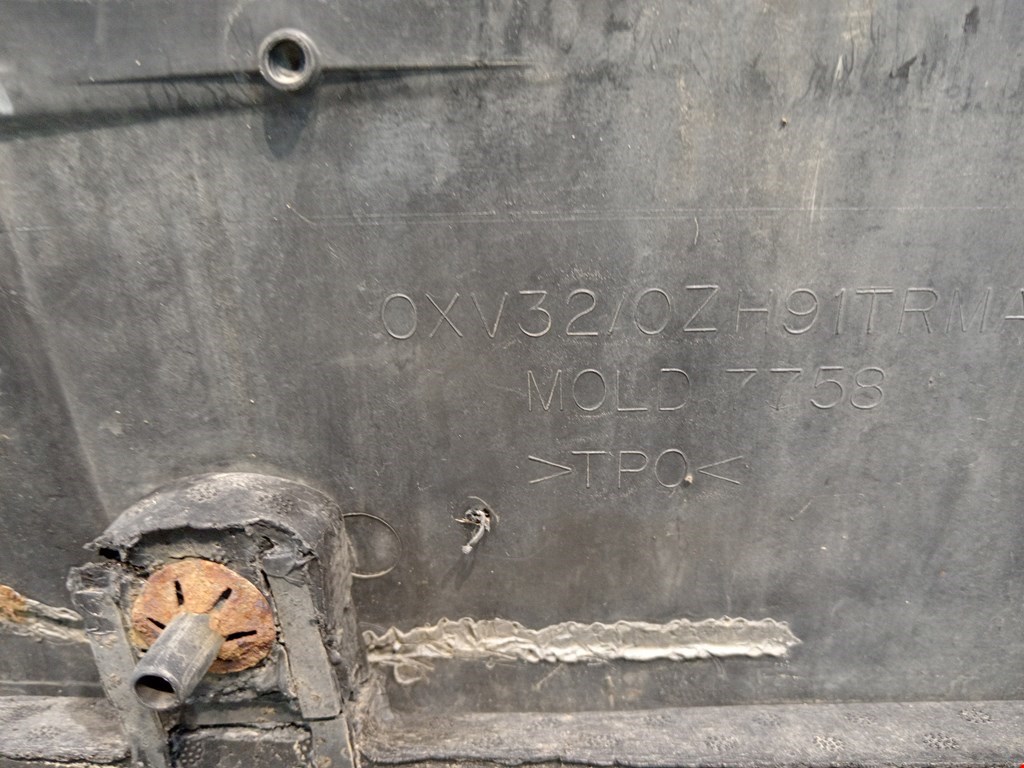 0XV32/0ZH91TRMA
MOLD 7758
>TPO<